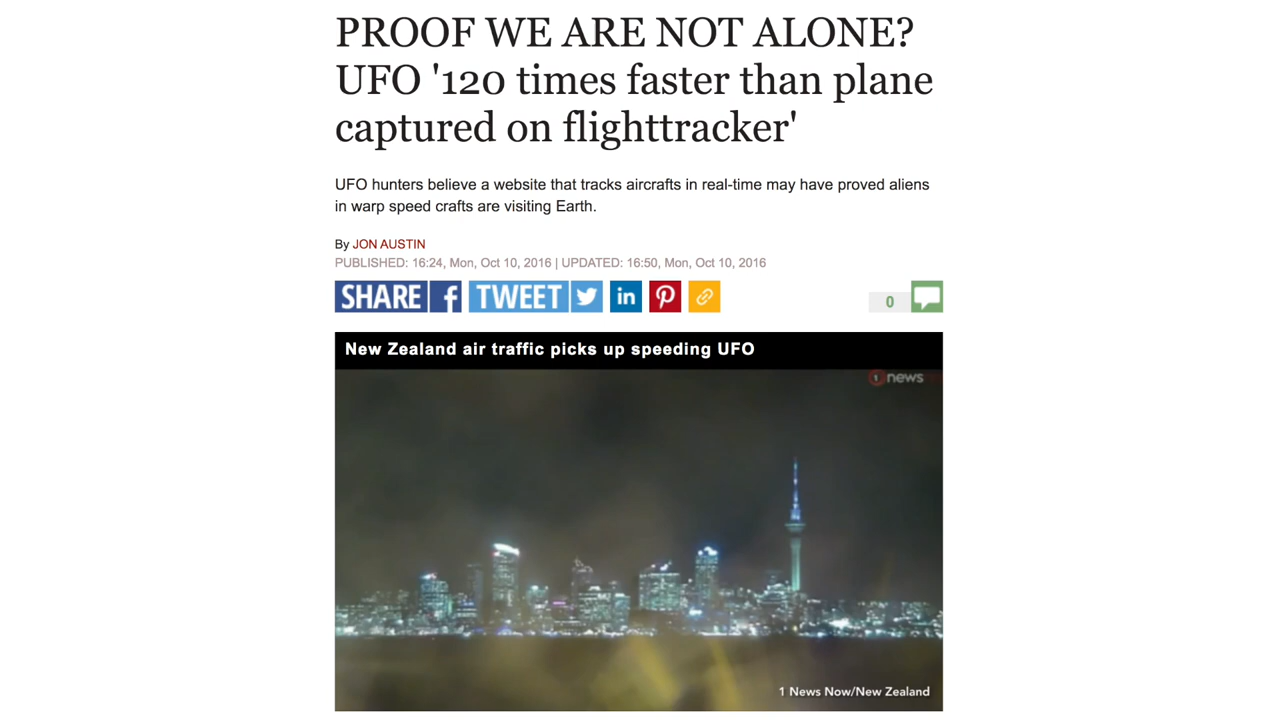 PROOF WE ARE NOT ALONE?
UFO '120 times faster than plane
captured on flighttracker'
UFO hunters believe a website that tracks aircrafts in real-time may have proved aliens
in warp speed crafts are visiting Earth.
By JON AUSTIN
PUBLISHED: 16:24, Mon, Oct 10, 2016 | UPDATED: 16:50, Mon, Oct 10, 2016
SHARE f TWEET in 0
New Zealand air traffic picks up speeding UFO
1 news
1 News Now/New Zealand